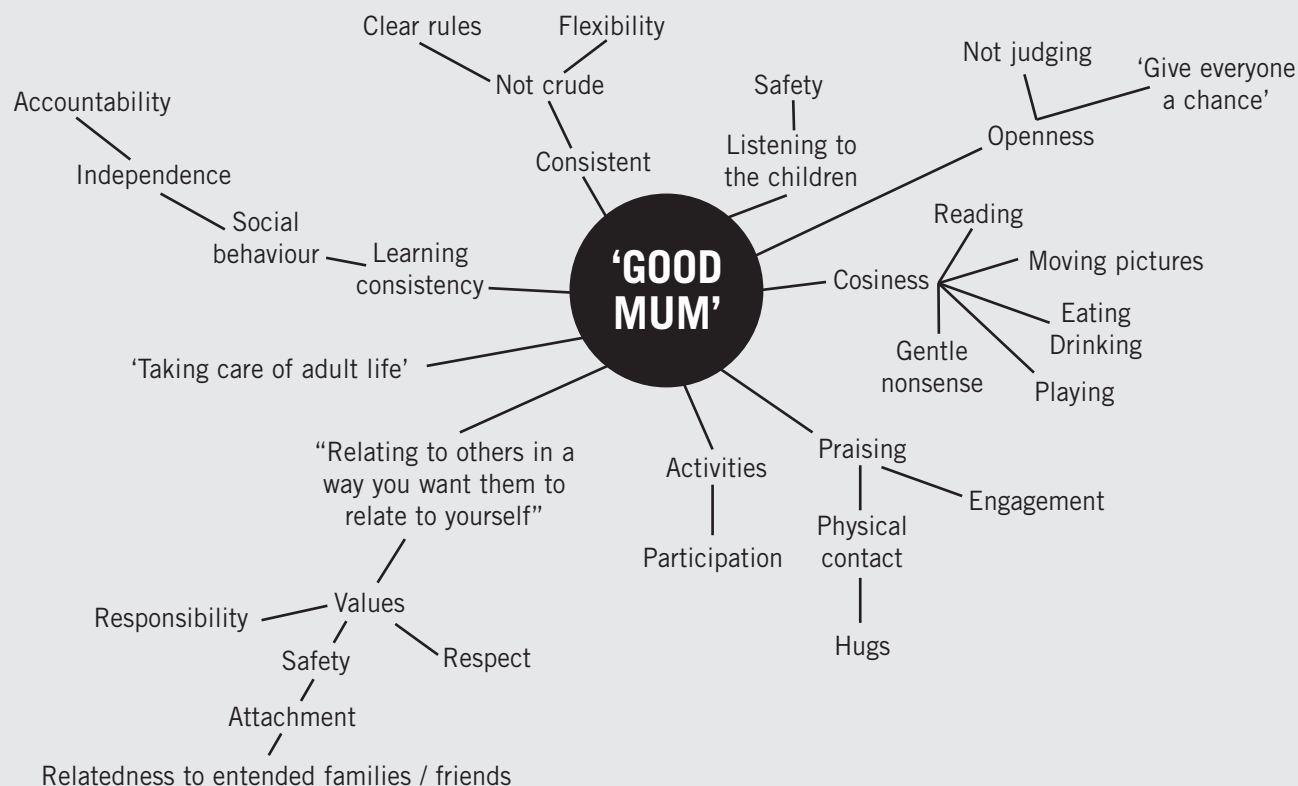 Clear rules
Flexibility
Not crude
Consistent
Accountability
Independence
Social
behaviour
Learning
consistency
Safety
Listening to
the children
Not judging
‘Give everyone
a chance’
Openness
‘GOOD
MUM’
Reading
Moving pictures
Cosiness
Eating
Drinking
Gentle
nonsense
Playing
‘Taking care of adult life’
“Relating to others in a
way you want them to
relate to yourself”
Activities
Participation
Praising
Engagement
Physical
contact
Hugs
Values
Responsibility
Safety
Respect
Attachment
Relatedness to entended families / friends